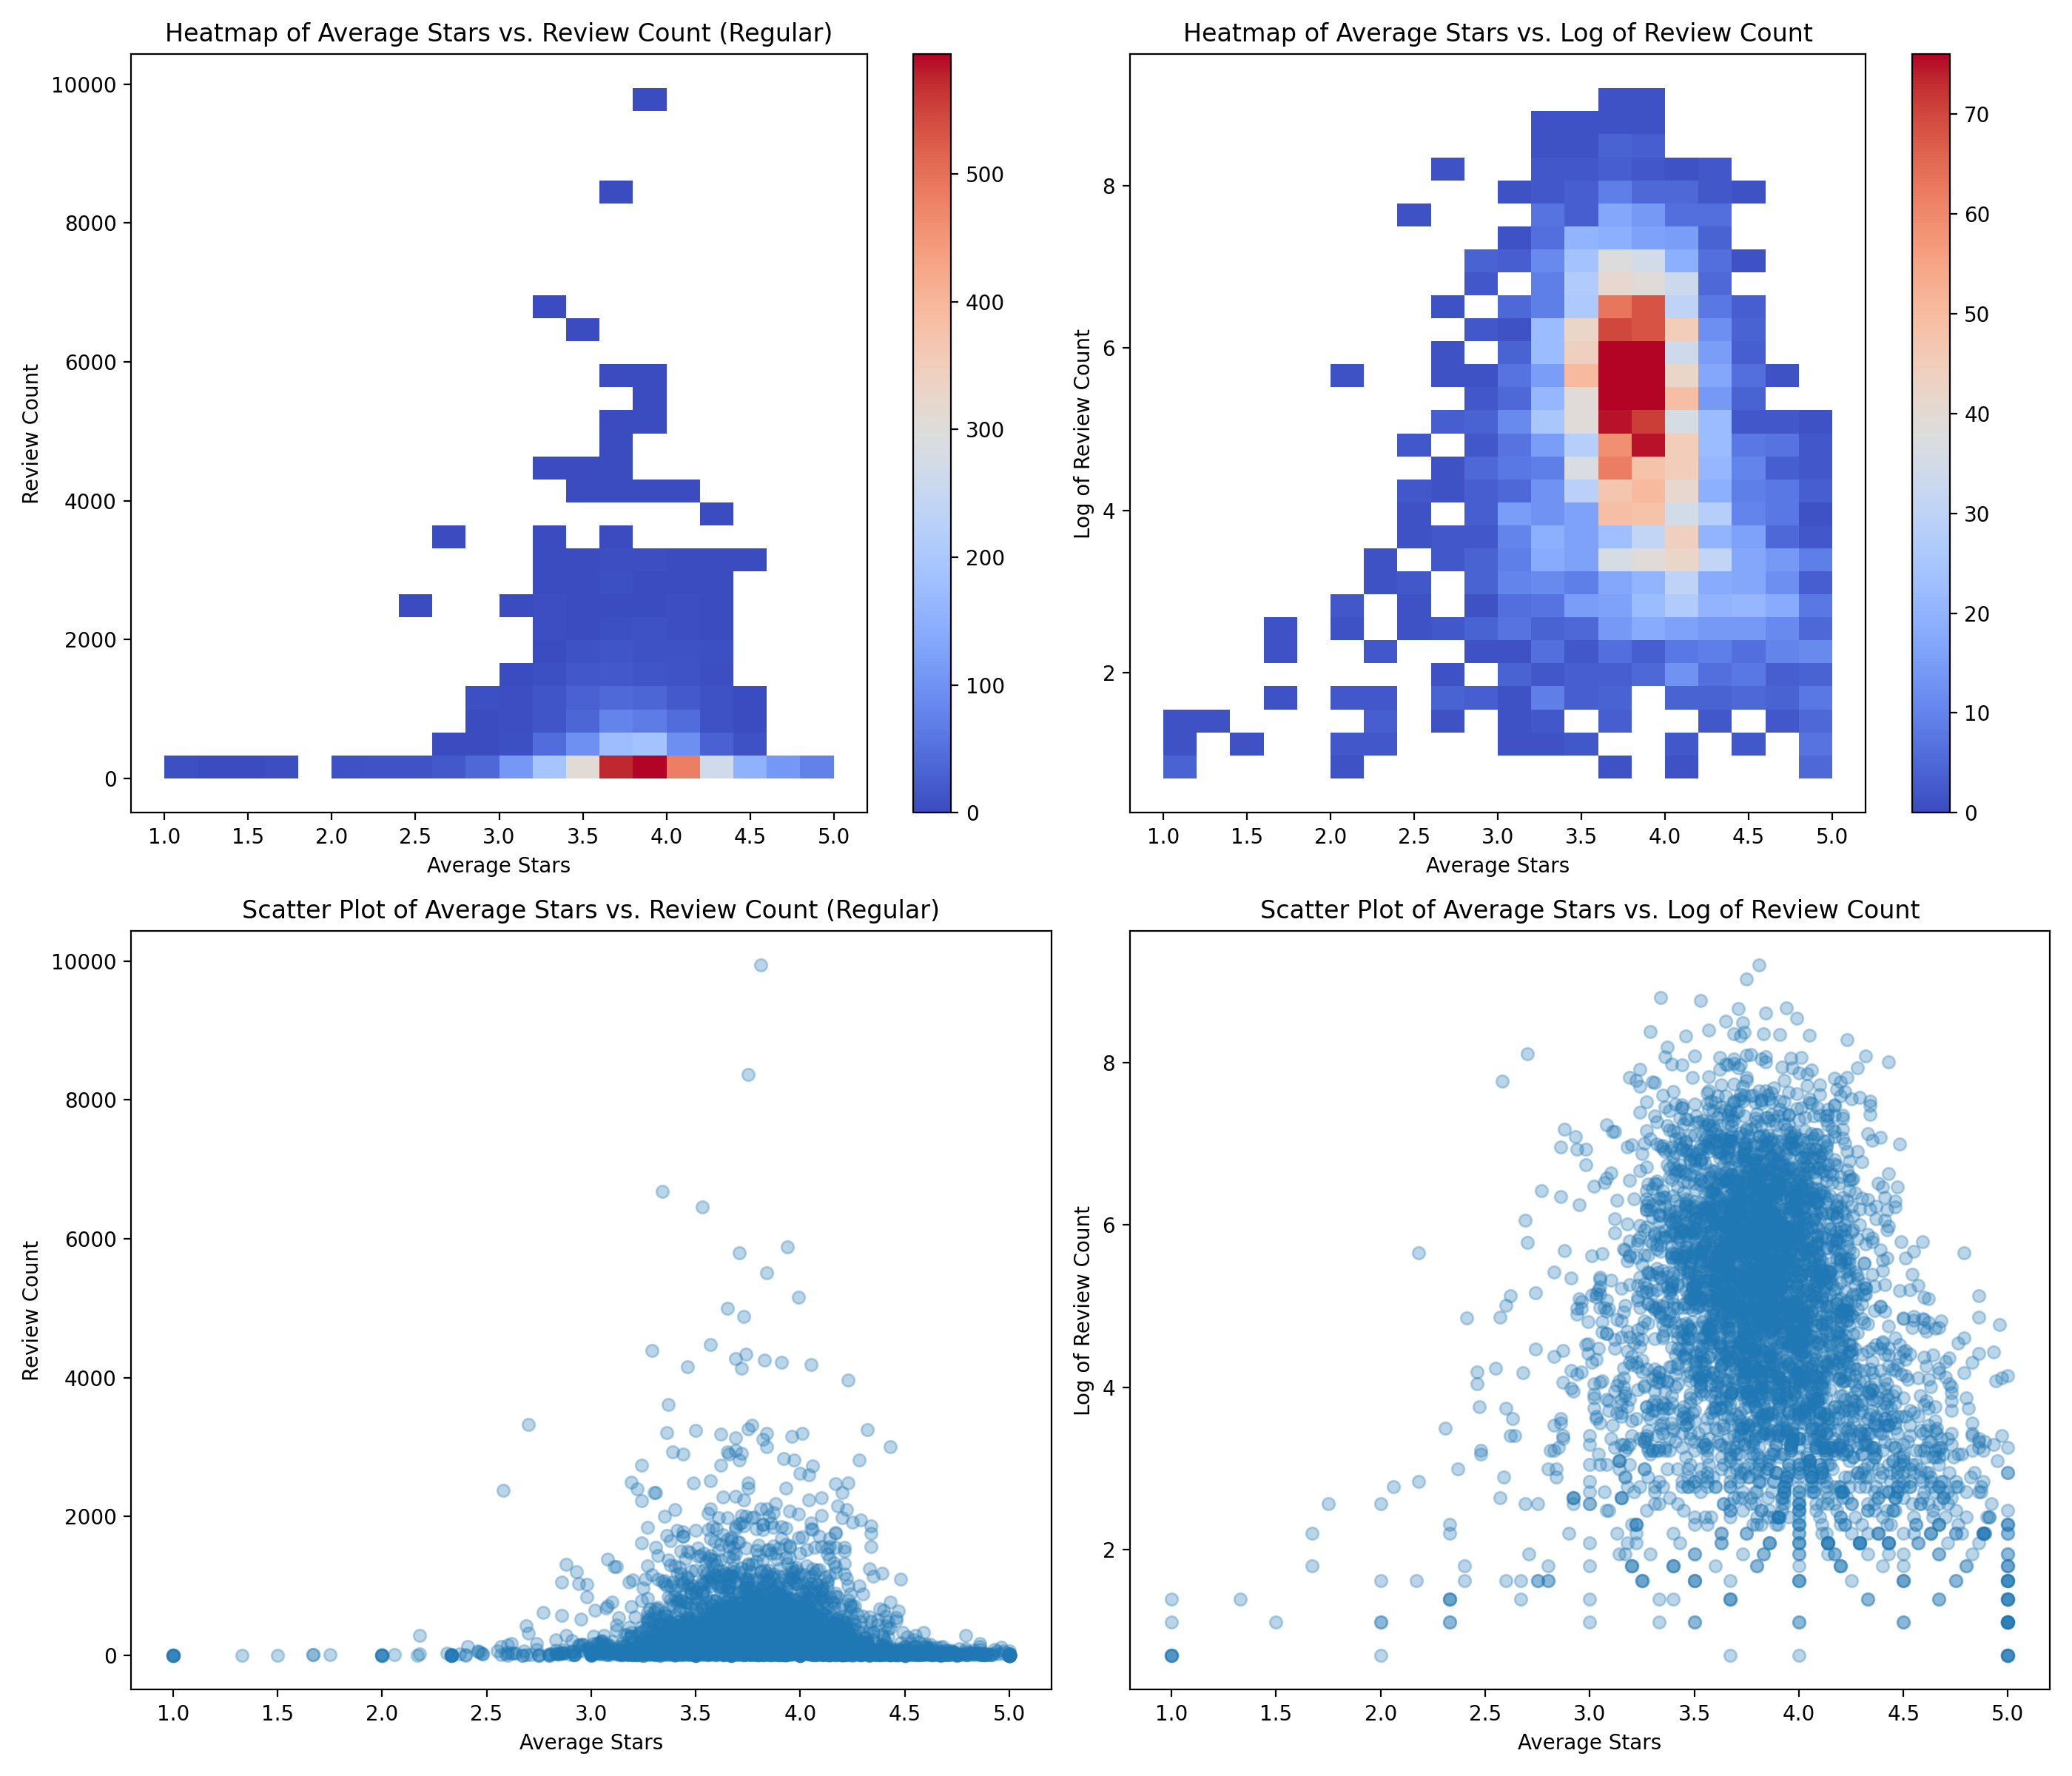 Heatmap of Average Stars vs. Review Count (Regular)
10000
8000
6000
4000
2000
0
Review Count
1.0 1.5 2.0 2.5 3.0 3.5 4.0 4.5 5.0
Average Stars
500
400
300
200
100
0
Heatmap of Average Stars vs. Log of Review Count
8
6
4
2
Log of Review Count
1.0 1.5 2.0 2.5 3.0 3.5 4.0 4.5 5.0
Average Stars
70
60
50
40
30
20
10
0
Scatter Plot of Average Stars vs. Review Count (Regular)
10000
8000
6000
4000
2000
0
Review Count
1.0 1.5 2.0 2.5 3.0 3.5 4.0 4.5 5.0
Average Stars
Scatter Plot of Average Stars vs. Log of Review Count
8
6
4
2
Log of Review Count
1.0 1.5 2.0 2.5 3.0 3.5 4.0 4.5 5.0
Average Stars